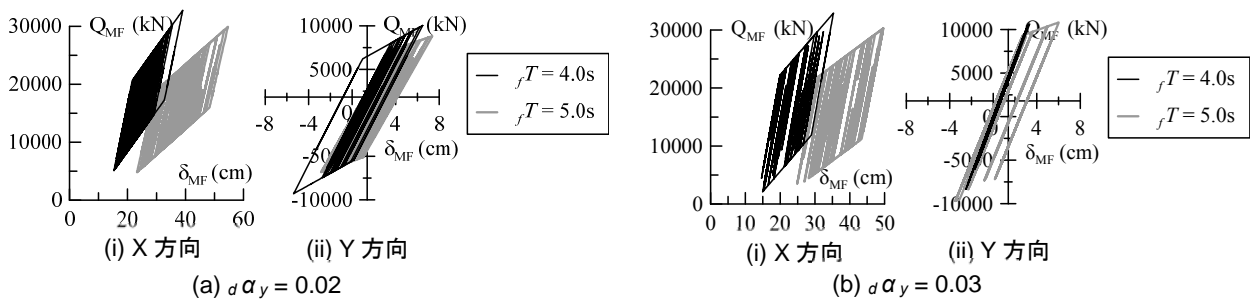 Q_MF (kN)
30000
20000
10000
0
0 20 40 60
δ_MF (cm)
(i) X 方向
Q_MF (kN)
10000
5000
0
-5000
-10000
-8 -4 0 4 8
δ_MF (cm)
(ii) Y 方向
_fT = 4.0s
_fT = 5.0s
(a) _dα_y = 0.02
Q_MF (kN)
30000
20000
10000
0
0 10 20 30 40 50
δ_MF (cm)
(i) X 方向
Q_MF (kN)
10000
5000
0
-5000
-10000
-8 -4 0 4 8
δ_MF (cm)
(ii) Y 方向
_fT = 4.0s
_fT = 5.0s
(b) _dα_y = 0.03